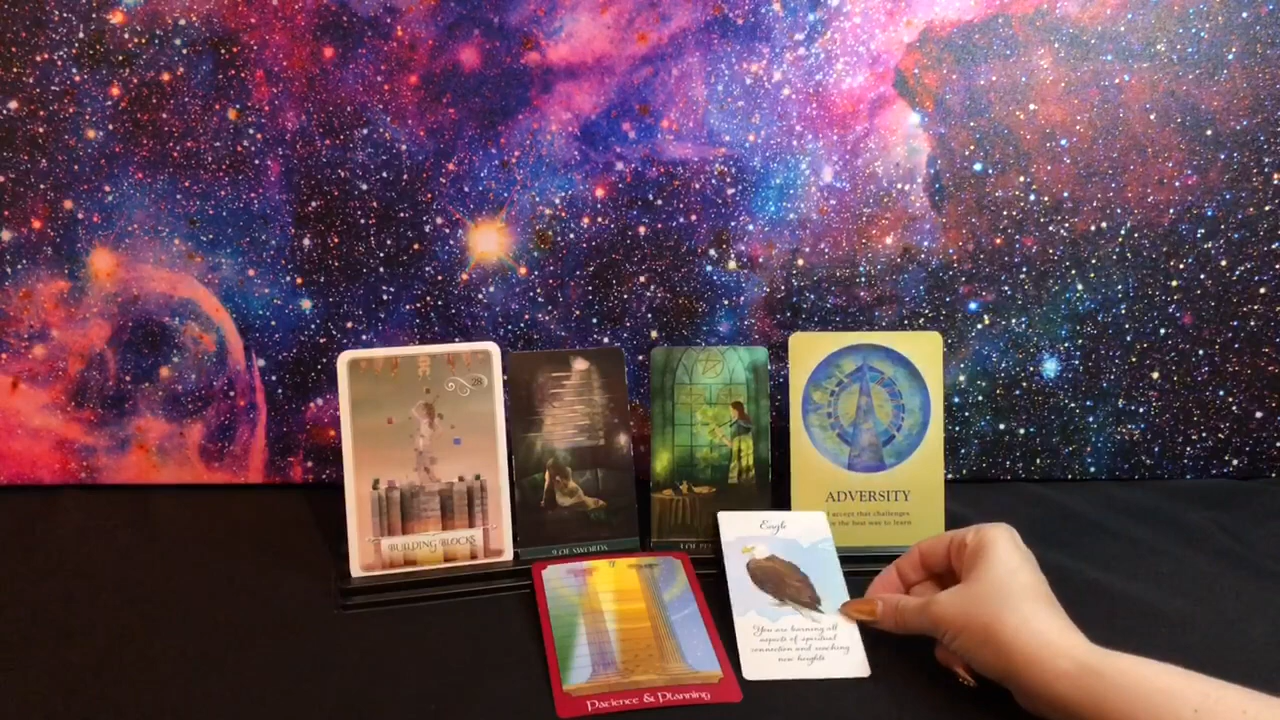 28
BUILDING BLOCKS
9 OF SWORDS
ADVERSITY
I accept that challenges
the best way to learn
Eagle
You are learning all
aspects of spiritual
connection and reaching
new heights
Patience & Planning